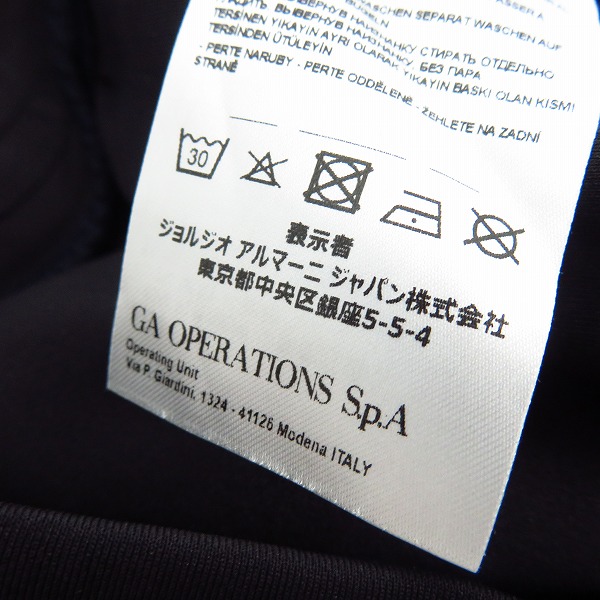 WASCHEN SEPARAT WASCHEN AUF
ВЫВЕРНУВ НАИЗНАНКУ СТИРАТЬ ОТДЕЛЬНО
БЕЗ ПАРА
TERSİNEN YIKAYIN AYRI OLARAK YIKAYIN BASKI OLAN KISMI
TERSİNDEN ÜTÜLEYİN
- PERTE NARUBY - PERTE ODDĚLENĚ - ŽEHLETE NA ZADNÍ
STRANĚ
30
表示者
ジョルジオ アルマーニ ジャパン株式会社
東京都中央区銀座5-5-4
GA OPERATIONS S.p.A
Operating Unit
Via P. Giardini, 1324 - 41126 Modena ITALY